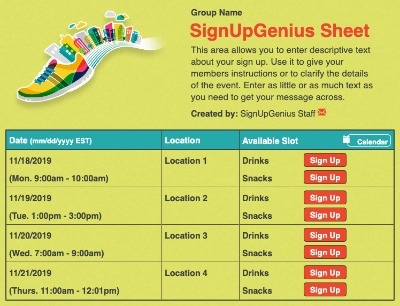 Group Name
SignUpGenius Sheet
This area allows you to enter descriptive text
about your sign up. Use it to give your
members instructions or to clarify the details
of the event. Enter as little or as much text as
you need to get your message across.
Created by: SignUpGenius Staff
Date (mm/dd/yyyy EST) Location Available Slot Calendar
11/18/2019 Location 1 Drinks Sign Up
(Mon. 9:00am - 10:00am) Snacks Sign Up
11/19/2019 Location 2 Drinks Sign Up
(Tue. 1:00pm - 3:00pm) Snacks Sign Up
11/20/2019 Location 3 Drinks Sign Up
(Wed. 7:00am - 9:00am) Snacks Sign Up
11/21/2019 Location 4 Drinks Sign Up
(Thurs. 11:00am - 12:01pm) Snacks Sign Up